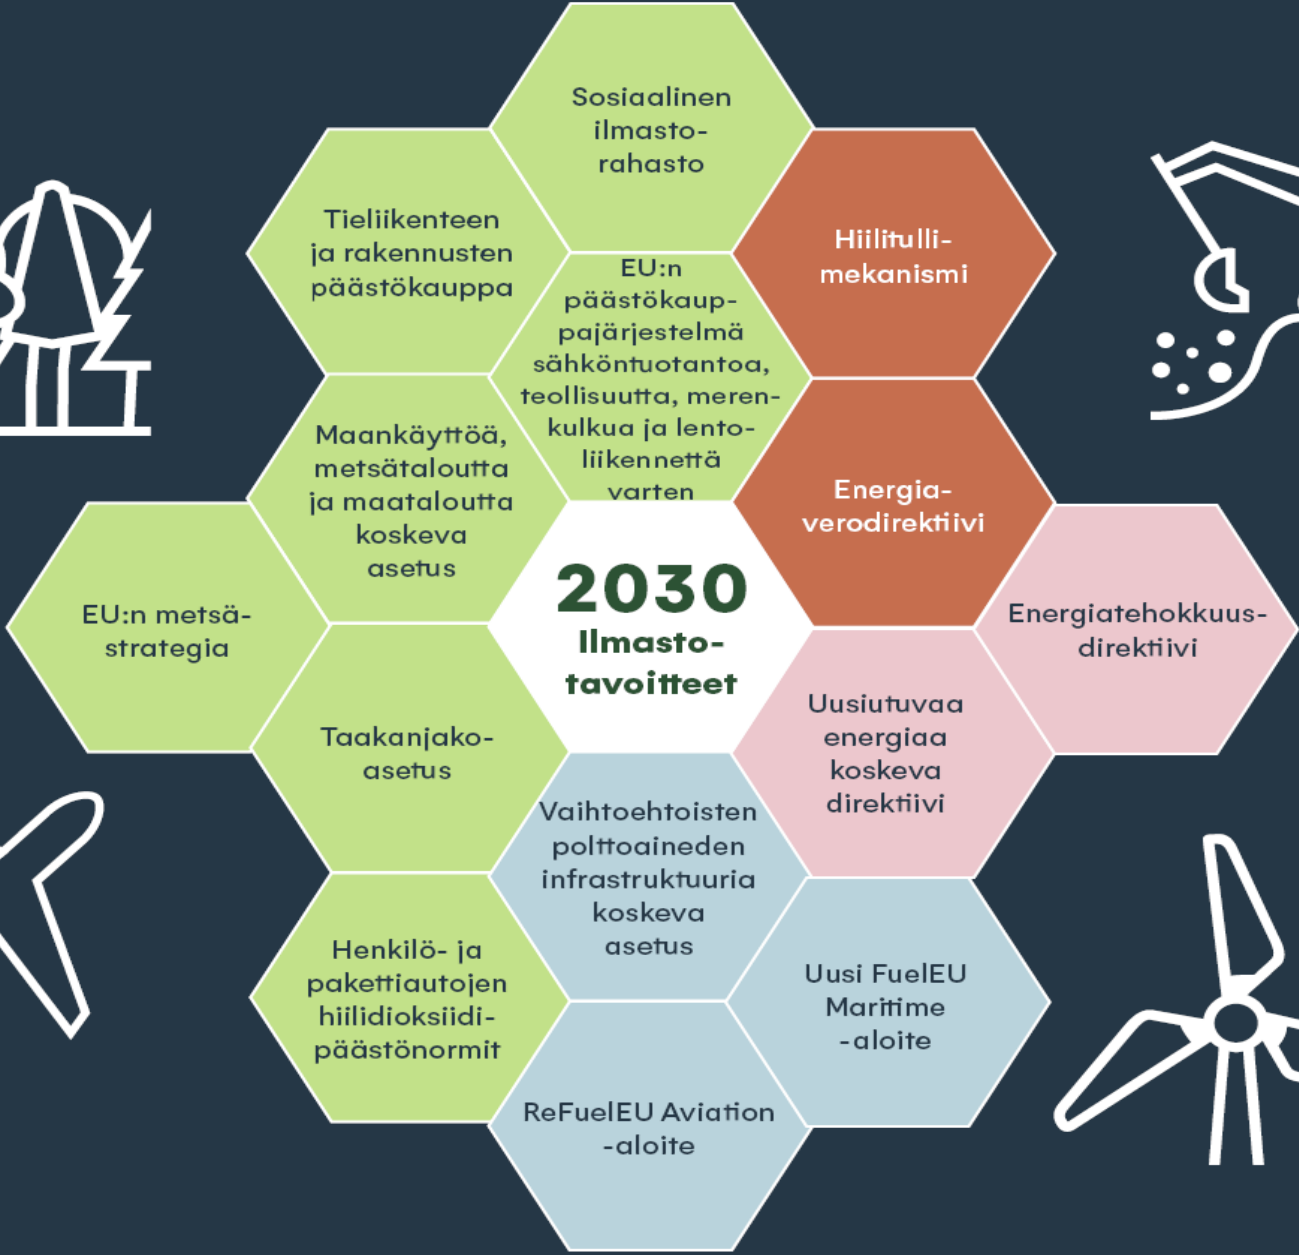 Sosiaalinen
ilmasto-
rahasto
Tieliikenteen
ja rakennusten
päästökauppa
Hiilitulli-
mekanismi
EU:n
päästökaup-
pajärjestelmä
sähköntuotantoa,
teollisuutta, meren-
kulkua ja lento-
liikennettä
varten
Maankäyttöä,
metsätaloutta
ja maataloutta
koskeva
asetus
Energia-
verodirektiivi
EU:n metsä-
strategia
2030
Ilmasto-
tavoitteet
Energiatehokkuus-
direktiivi
Taakanjako-
asetus
Uusiutuvaa
energiaa
koskeva
direktiivi
Vaihtoehtoisten
polttoaineden
infrastruktuuria
koskeva
asetus
Henkilö- ja
pakettiautojen
hiilidioksiidi-
päästönormit
Uusi FuelEU
Maritime
-aloite
ReFuelEU Aviation
-aloite